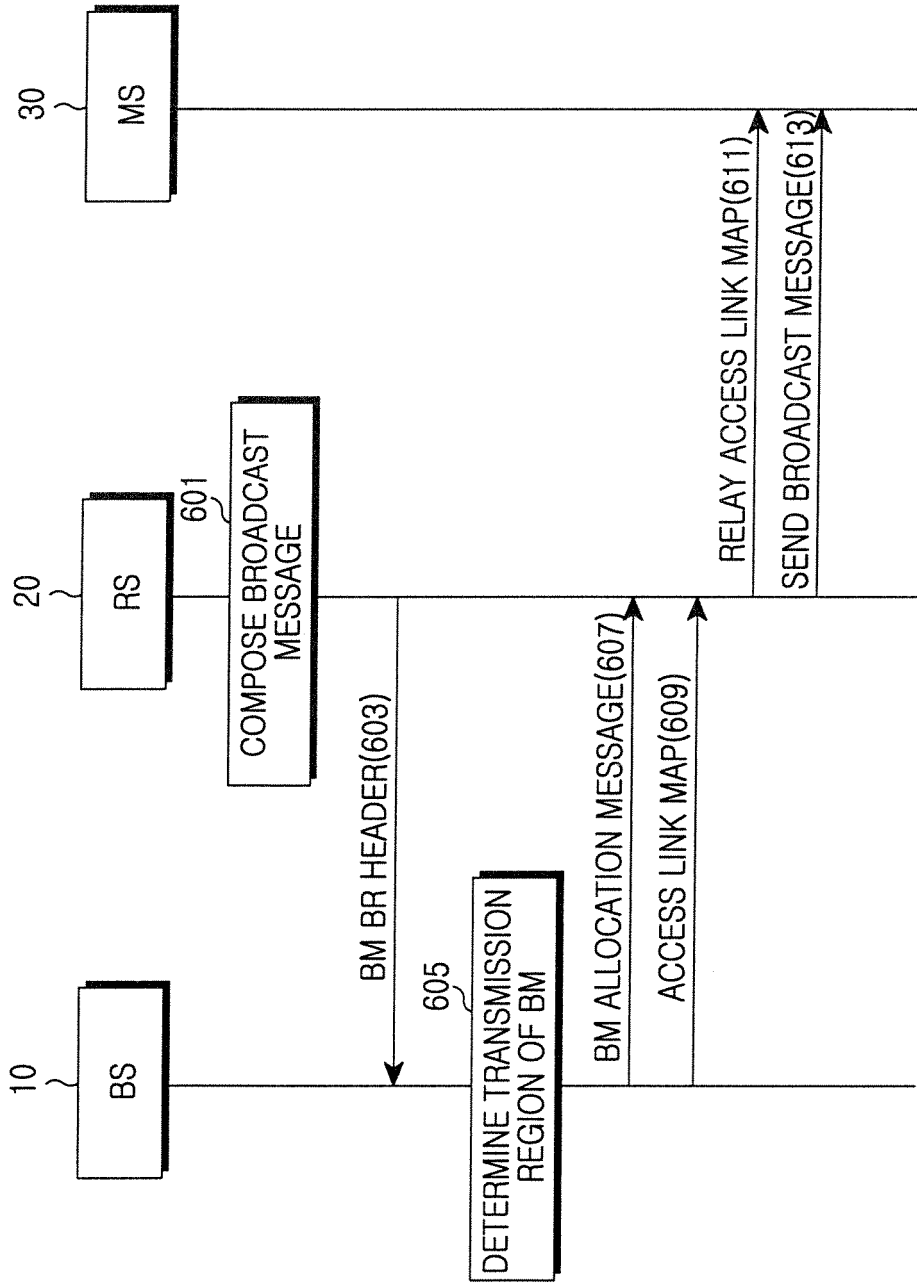 10
BS
20
RS
30
MS
601
COMPOSE BROADCAST
MESSAGE
BM BR HEADER(603)
605
DETERMINE TRANSMISSION
REGION OF BM
BM ALLOCATION MESSAGE(607)
ACCESS LINK MAP(609)
RELAY ACCESS LINK MAP(611)
SEND BROADCAST MESSAGE(613)